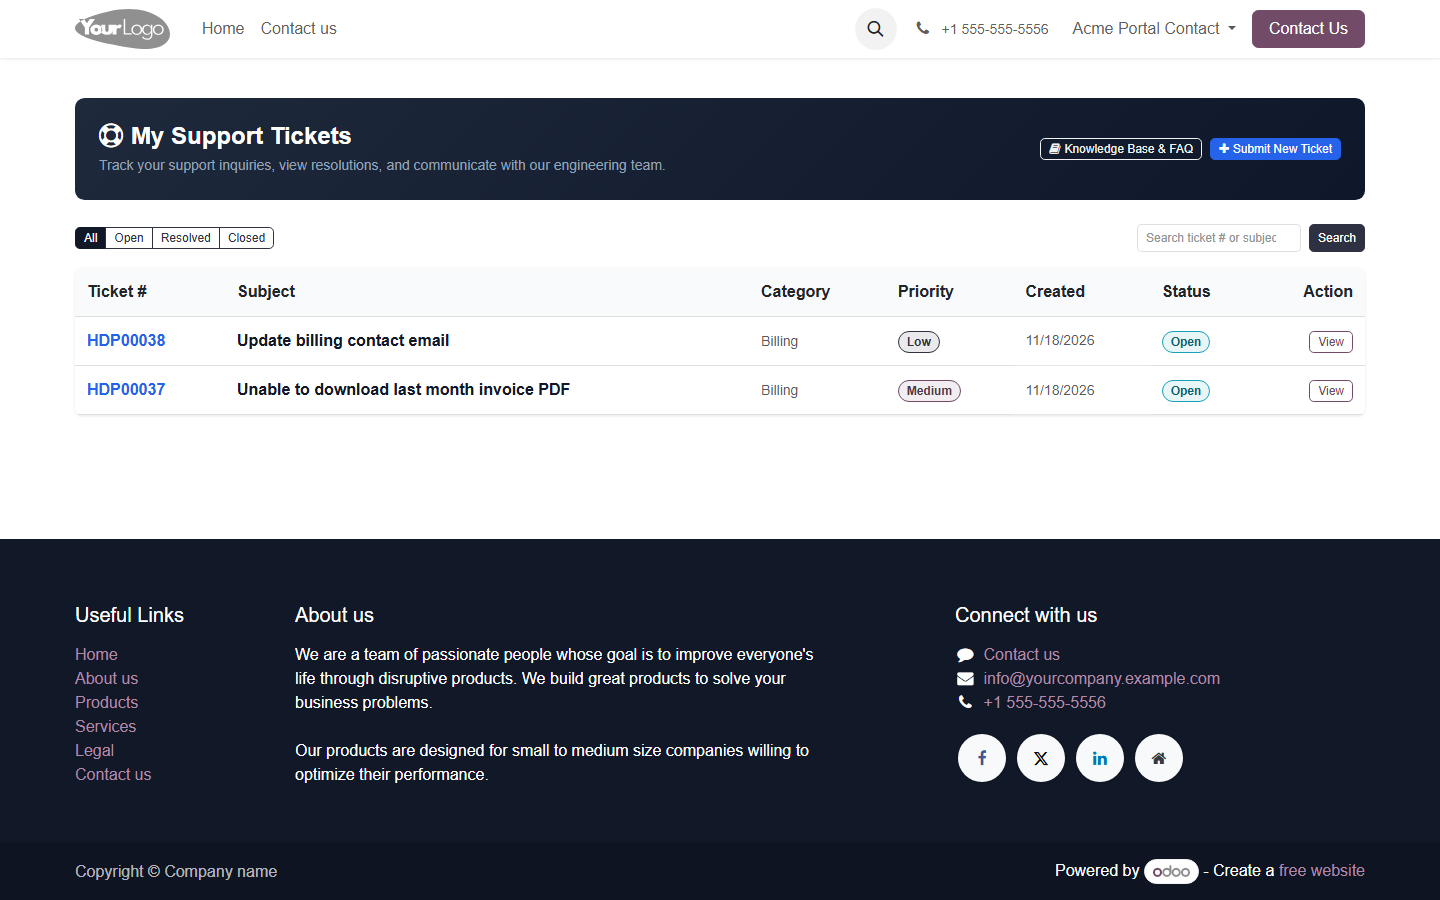 YourLogo
Home
Contact us
+1 555-555-5556
Acme Portal Contact
Contact Us
My Support Tickets
Track your support inquiries, view resolutions, and communicate with our engineering team.
Knowledge Base & FAQ
Submit New Ticket
All
Open
Resolved
Closed
Search ticket # or subjec
Search
Ticket # Subject Category Priority Created Status Action
HDP00038 Update billing contact email Billing Low 11/18/2026 Open View
HDP00037 Unable to download last month invoice PDF Billing Medium 11/18/2026 Open View
Useful Links
Home
About us
Products
Services
Legal
Contact us
About us
We are a team of passionate people whose goal is to improve everyone's
life through disruptive products. We build great products to solve your
business problems.
Our products are designed for small to medium size companies willing to
optimize their performance.
Connect with us
Contact us
info@yourcompany.example.com
+1 555-555-5556
Copyright © Company name
Powered by odoo - Create a free website